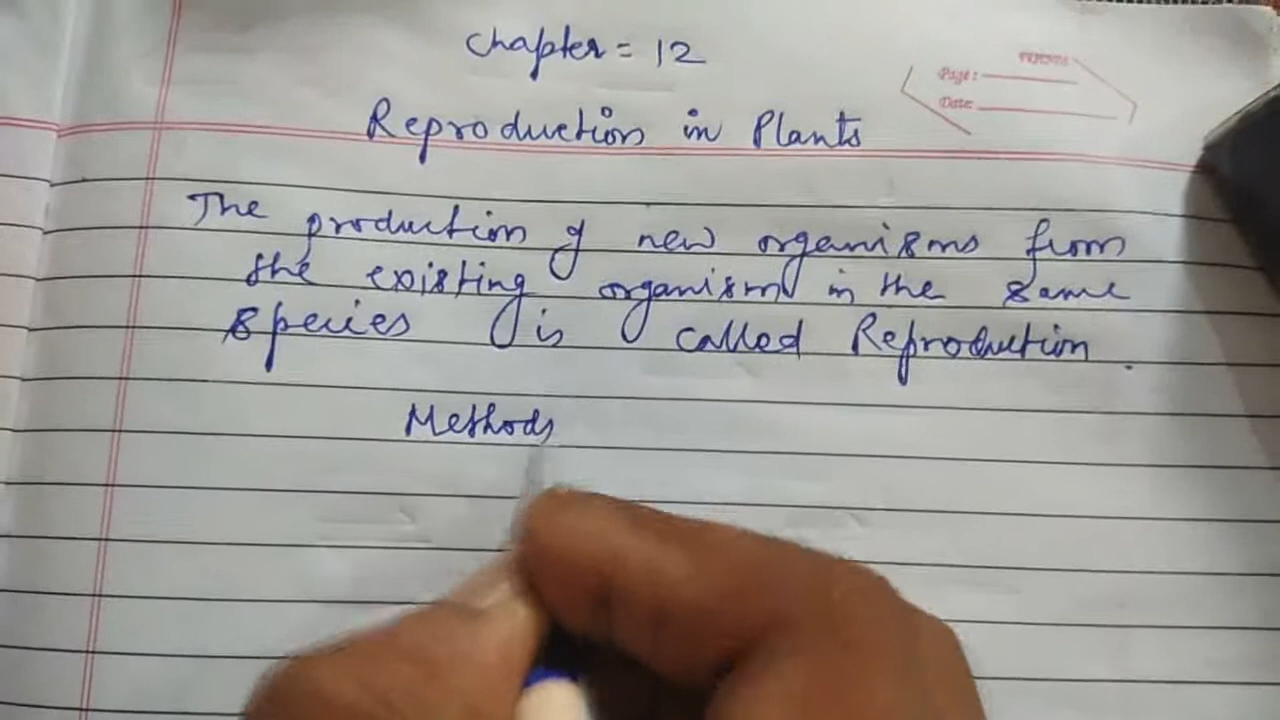 Chapter = 12
Page:
Date:
Reproduction in Plants
The production of new organisms from
the existing organism in the same
species is called Reproduction.
Methods